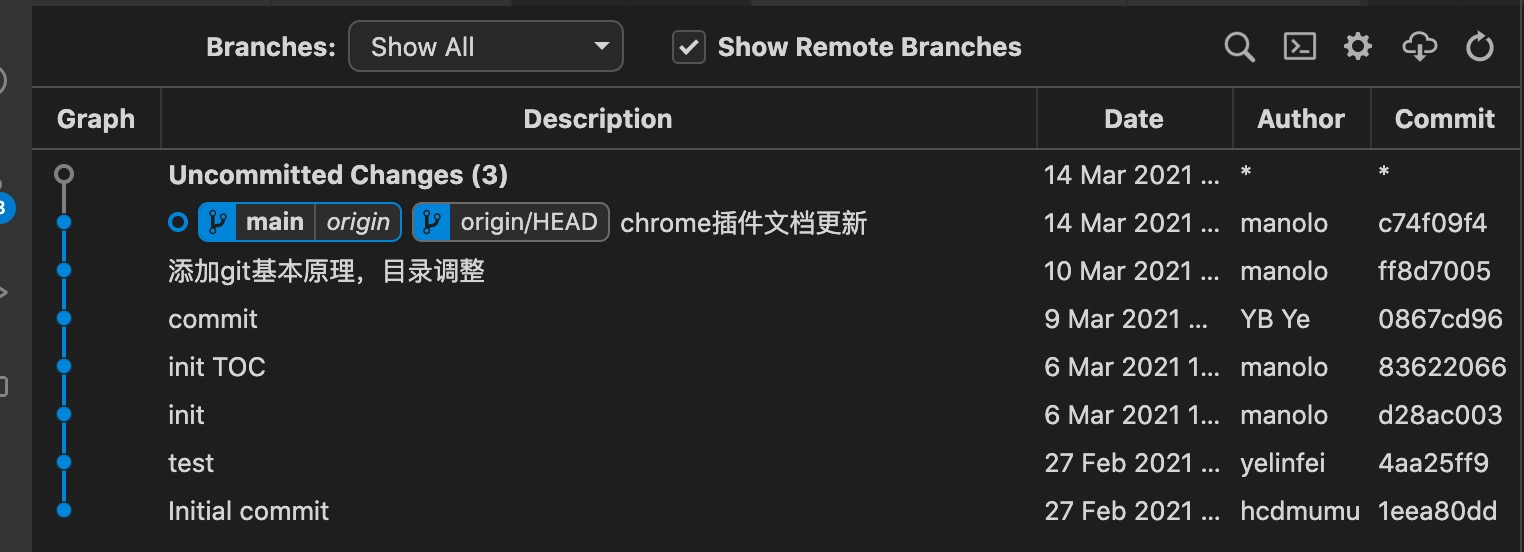 Branches: Show All Show Remote Branches
Graph Description Date Author Commit
Uncommitted Changes (3) 14 Mar 2021 ... * *
main origin origin/HEAD chrome插件文档更新 14 Mar 2021 ... manolo c74f09f4
添加git基本原理，目录调整 10 Mar 2021 ... manolo ff8d7005
commit 9 Mar 2021 ... YB Ye 0867cd96
init TOC 6 Mar 2021 1... manolo 83622066
init 6 Mar 2021 1... manolo d28ac003
test 27 Feb 2021 ... yelinfei 4aa25ff9
Initial commit 27 Feb 2021 ... hcdmumu 1eea80dd